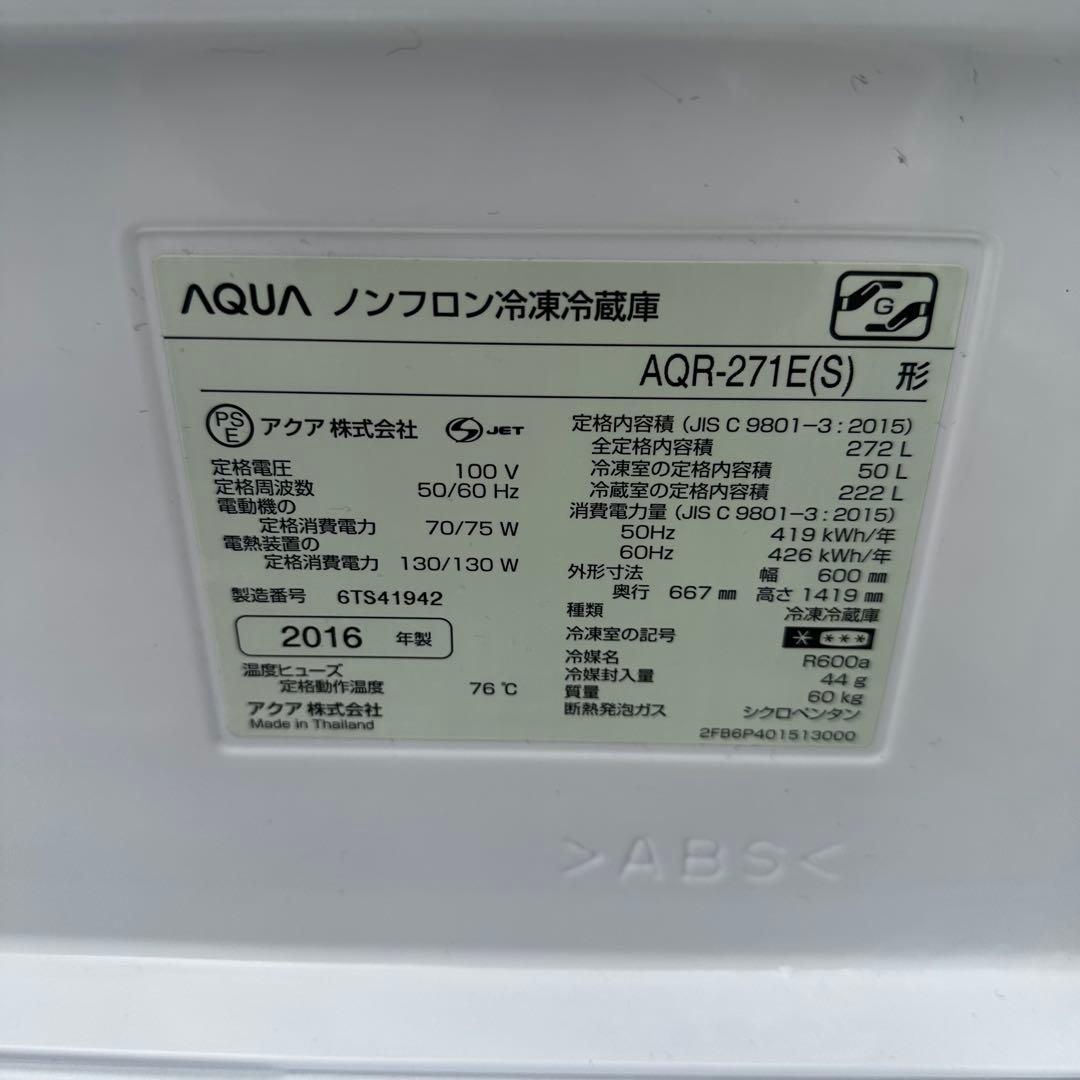 AQUA ノンフロン冷凍冷蔵庫
G
AQR-271E(S) 形
PSE アクア株式会社 S JET
定格電圧 100 V
定格周波数 50/60 Hz
電動機の
定格消費電力 70/75 W
電熱装置の
定格消費電力 130/130 W
製造番号 6TS41942
2016 年製
温度ヒューズ
定格動作温度 76 ℃
アクア株式会社
Made in Thailand
定格内容積 (JIS C 9801-3 : 2015)
全定格内容積 272 L
冷凍室の定格内容積 50 L
冷蔵室の定格内容積 222 L
消費電力量 (JIS C 9801-3 : 2015)
50Hz 419 kWh/年
60Hz 426 kWh/年
外形寸法 幅 600 ㎜
奥行 667 ㎜ 高さ 1419 ㎜
種類 冷凍冷蔵庫
冷凍室の記号 * ***
冷媒名 R600a
冷媒封入量 44 g
質量 60 kg
断熱発泡ガス シクロペンタン
2FB6P401513000
>ABS<